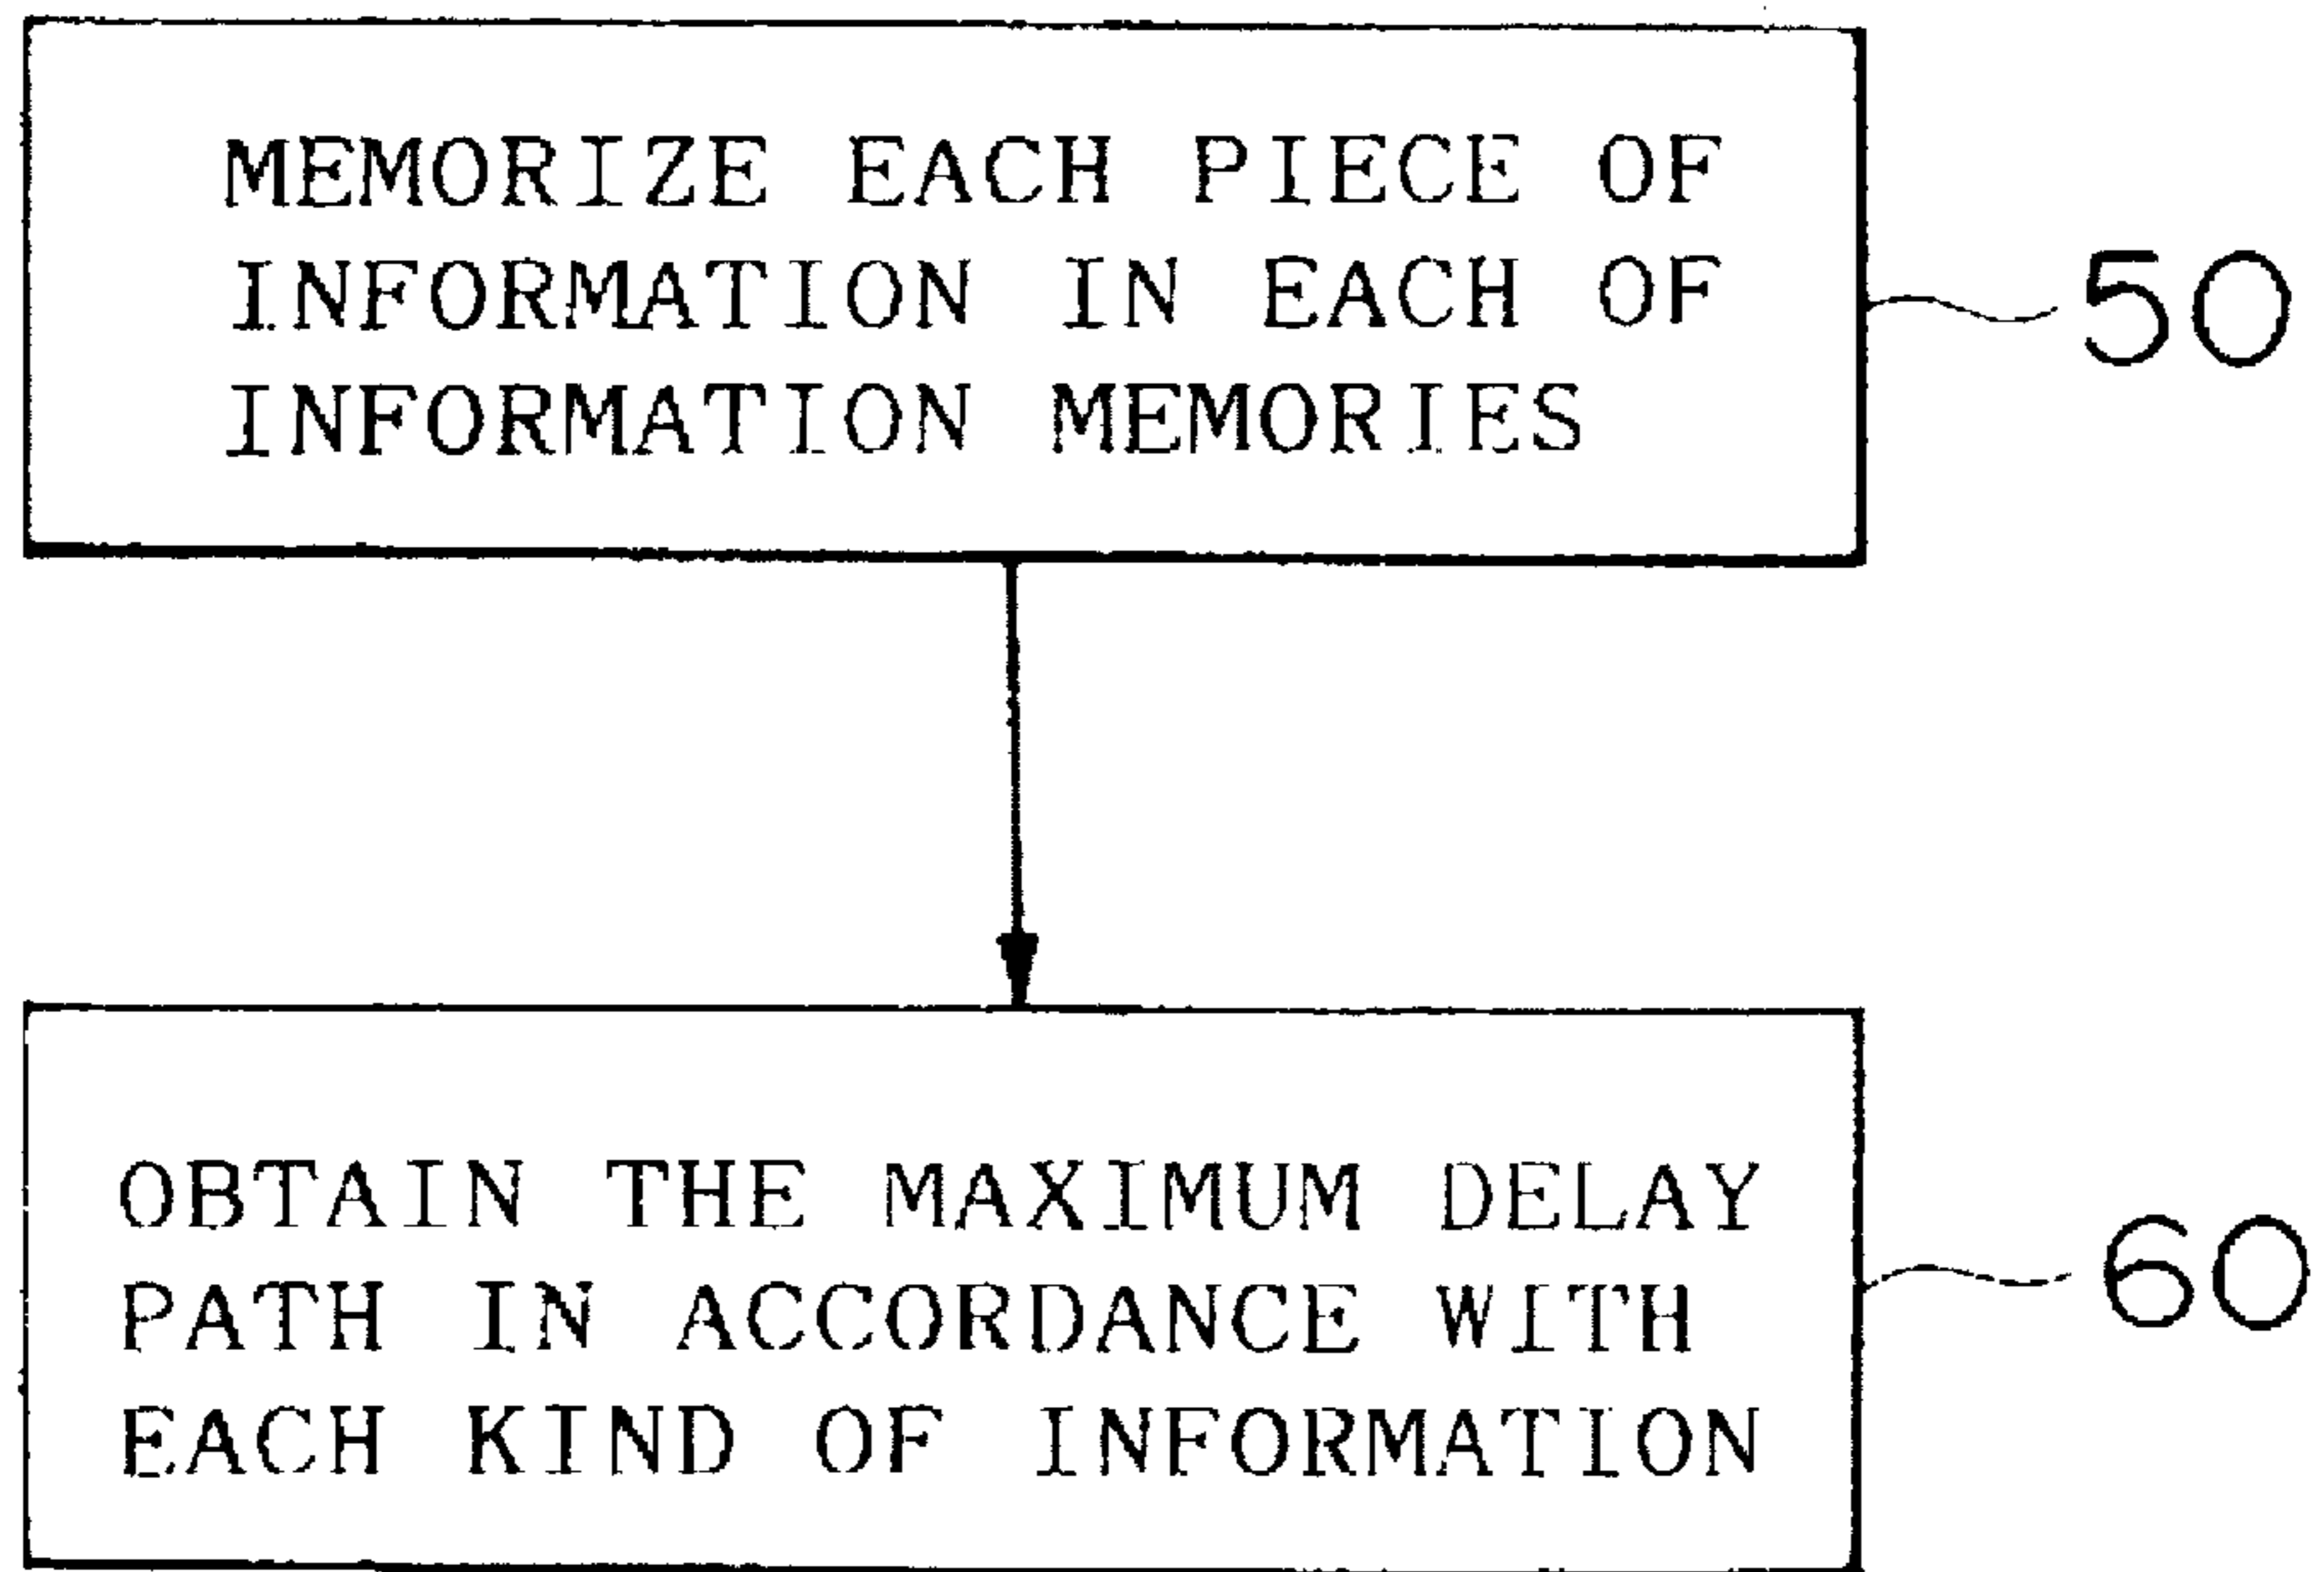 MEMORIZE EACH PIECE OF
INFORMATION IN EACH OF
INFORMATION MEMORIES
50
OBTAIN THE MAXIMUM DELAY
PATH IN ACCORDANCE WITH
EACH KIND OF INFORMATION
60